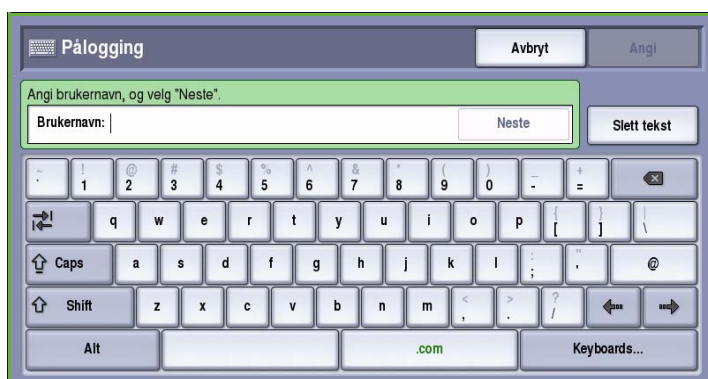 Pålogging
Avbryt
Angi
Angi brukernavn, og velg "Neste".
Brukernavn:
Neste
Slett tekst
~ ! @ # $ % ^ & * ( ) _ +
` 1 2 3 4 5 6 7 8 9 0 - =
q w e r t y u i o p { [ } ] | \
Caps a s d f g h j k l : ; " ' @
Shift z x c v b n m < , > . ? /
Alt .com Keyboards...